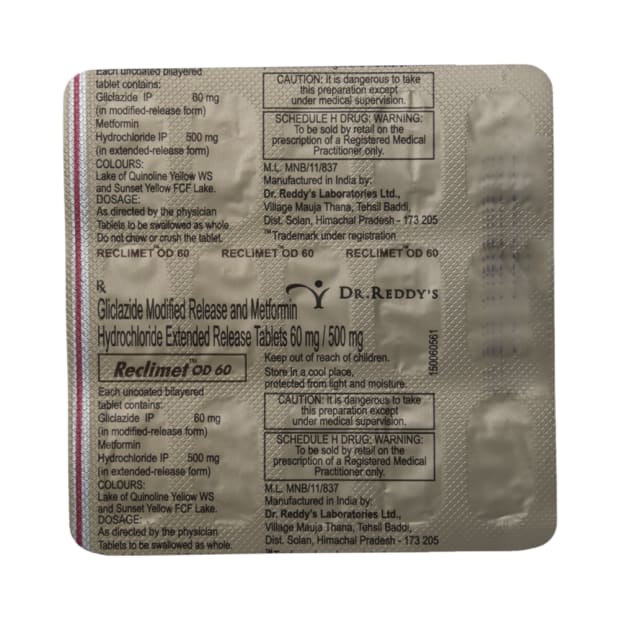 Each uncoated bilayered
tablet contains:
Gliclazide IP 60 mg
(in modified-release form)
Metformin
Hydrochloride IP 500 mg
(in extended-release form)
COLOURS:
Lake of Quinoline Yellow WS
and Sunset Yellow FCF Lake.
DOSAGE:
As directed by the physician
Tablets to be swallowed as whole.
Do not chew or crush the tablet.
CAUTION: It is dangerous to take
this preparation except
under medical supervision.
SCHEDULE H DRUG: WARNING:
To be sold by retail on the
prescription of a Registered Medical
Practitioner only.
M.L. MNB/11/837
Manufactured in India by:
Dr. Reddy's Laboratories Ltd.,
Village Mauja Thana, Tehsil Baddi,
Dist. Solan, Himachal Pradesh - 173 205
™Trademark under registration
RECLIMET™OD 60 RECLIMET™OD 60 RECLIMET™OD 60
℞
Gliclazide Modified Release and Metformin
Hydrochloride Extended Release Tablets 60 mg / 500 mg
DR.REDDY'S
Reclimet™OD 60
150060561
Each uncoated bilayered
tablet contains:
Gliclazide IP 60 mg
(in modified-release form)
Metformin
Hydrochloride IP 500 mg
(in extended-release form)
COLOURS:
Lake of Quinoline Yellow WS
and Sunset Yellow FCF Lake.
DOSAGE:
As directed by the physician
Tablets to be swallowed as whole.
Keep out of reach of children.
Store in a cool place,
protected from light and moisture.
CAUTION: It is dangerous to take
this preparation except
under medical supervision.
SCHEDULE H DRUG: WARNING:
To be sold by retail on the
prescription of a Registered Medical
Practitioner only.
M.L. MNB/11/837
Manufactured in India by:
Dr. Reddy's Laboratories Ltd.,
Village Mauja Thana, Tehsil Baddi,
Dist. Solan, Himachal Pradesh - 173 205